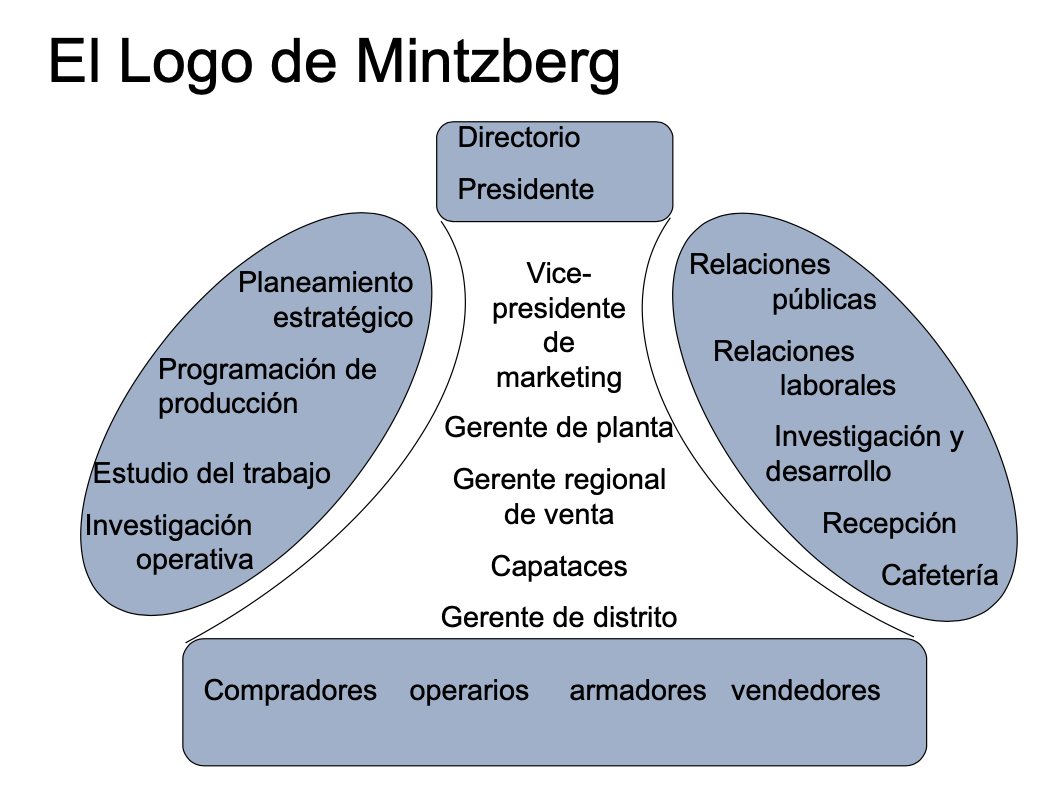 El Logo de Mintzberg
Directorio
Presidente
Planeamiento
estratégico
Programación de
producción
Estudio del trabajo
Investigación
operativa
Vice-
presidente
de
marketing
Gerente de planta
Gerente regional
de venta
Capataces
Gerente de distrito
Relaciones
públicas
Relaciones
laborales
Investigación y
desarrollo
Recepción
Cafetería
Compradores operarios armadores vendedores